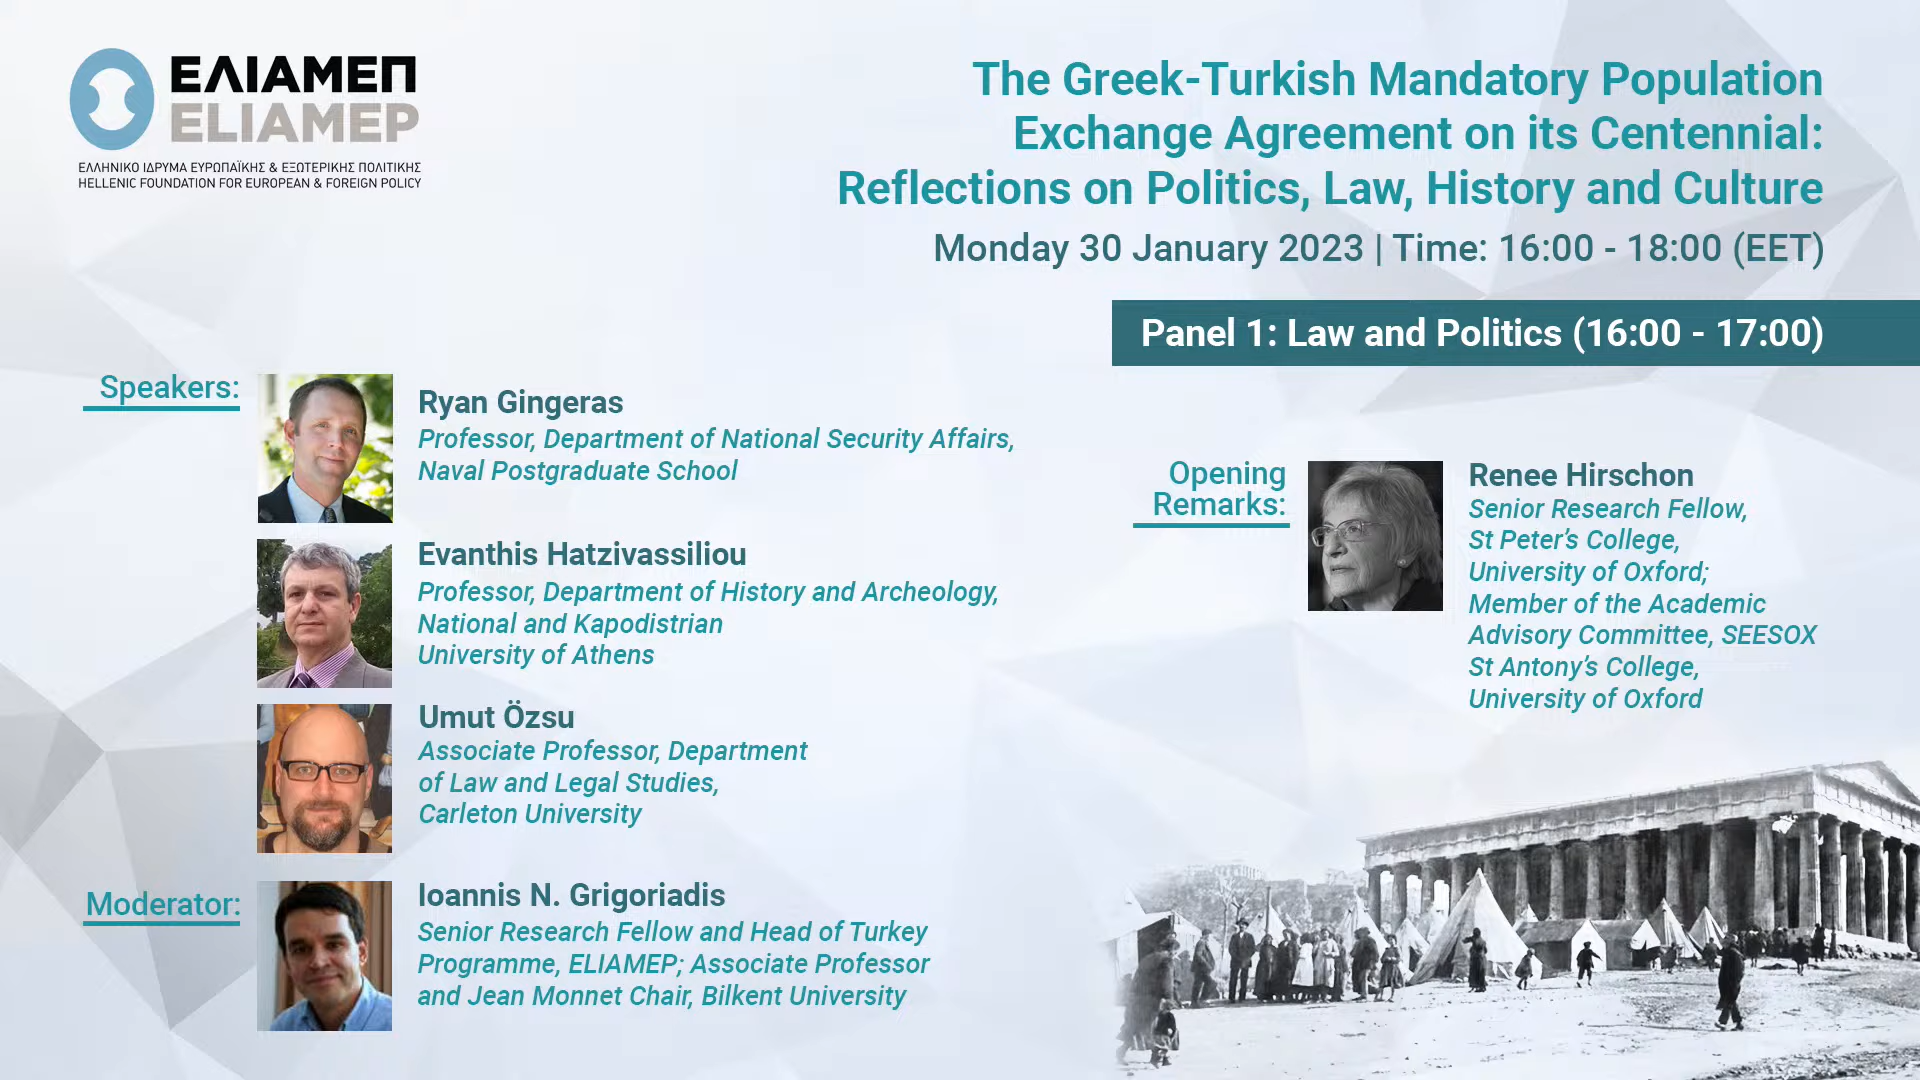 ΕΛΙΑΜΕΠ
ELIAMEP
ΕΛΛΗΝΙΚΟ ΙΔΡΥΜΑ ΕΥΡΩΠΑΪΚΗΣ & ΕΞΩΤΕΡΙΚΗΣ ΠΟΛΙΤΙΚΗΣ
HELLENIC FOUNDATION FOR EUROPEAN & FOREIGN POLICY
The Greek-Turkish Mandatory Population
Exchange Agreement on its Centennial:
Reflections on Politics, Law, History and Culture
Monday 30 January 2023 | Time: 16:00 - 18:00 (EET)
Panel 1: Law and Politics (16:00 - 17:00)
Speakers:
Ryan Gingeras
Professor, Department of National Security Affairs,
Naval Postgraduate School
Evanthis Hatzivassiliou
Professor, Department of History and Archeology,
National and Kapodistrian
University of Athens
Umut Özsu
Associate Professor, Department
of Law and Legal Studies,
Carleton University
Moderator:
Ioannis N. Grigoriadis
Senior Research Fellow and Head of Turkey
Programme, ELIAMEP; Associate Professor
and Jean Monnet Chair, Bilkent University
Opening
Remarks:
Renee Hirschon
Senior Research Fellow,
St Peter's College,
University of Oxford;
Member of the Academic
Advisory Committee, SEESOX
St Antony's College,
University of Oxford